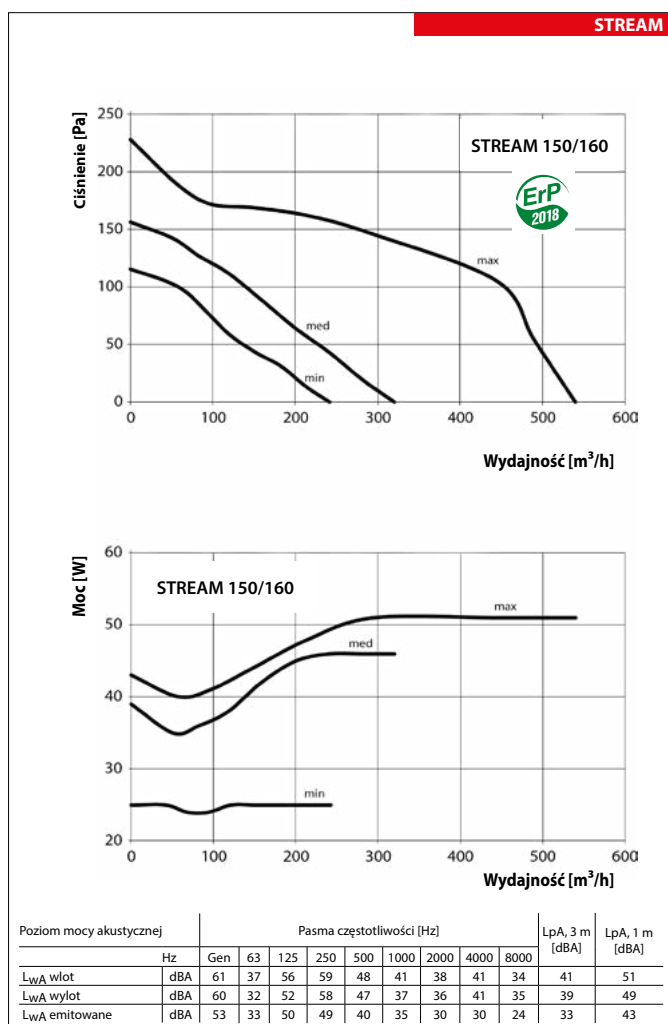 STREAM
Ciśnienie [Pa]
250
200
150
100
50
0
STREAM 150/160
ErP
2018
max
med
min
0 100 200 300 400 500 600
Wydajność [m³/h]
Moc [W]
60
50
40
30
20
STREAM 150/160
max
med
min
0 100 200 300 400 500 600
Wydajność [m³/h]
Poziom mocy akustycznej Pasma częstotliwości [Hz] LpA, 3 m [dBA] LpA, 1 m [dBA]
Hz Gen 63 125 250 500 1000 2000 4000 8000
LWA wlot dBA 61 37 56 59 48 41 38 41 34 41 51
LWA wylot dBA 60 32 52 58 47 37 36 41 35 39 49
LWA emitowane dBA 53 33 50 49 40 35 30 30 24 33 43